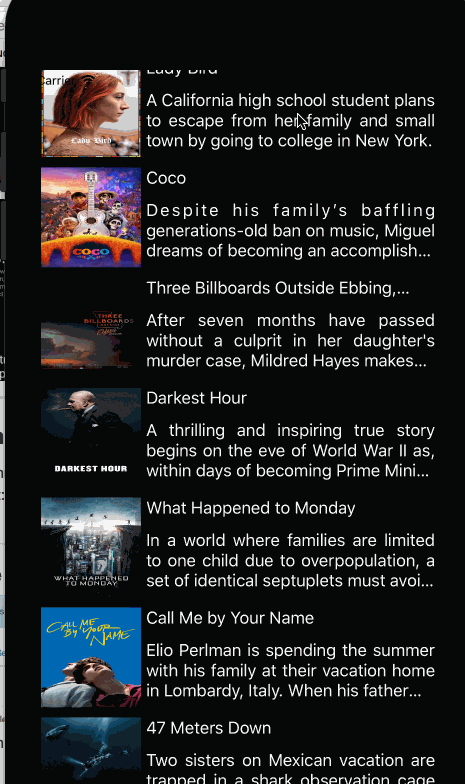 Carrie
Lady Bird
A California high school student plans
to escape from her family and small
town by going to college in New York.
Lady Bird
Coco
Despite his family’s baffling
generations-old ban on music, Miguel
dreams of becoming an accomplish...
COCO
Three Billboards Outside Ebbing,...
THREE
BILLBOARDS
After seven months have passed
without a culprit in her daughter's
murder case, Mildred Hayes makes...
Darkest Hour
A thrilling and inspiring true story
begins on the eve of World War II as,
within days of becoming Prime Mini...
DARKEST HOUR
What Happened to Monday
In a world where families are limited
to one child due to overpopulation, a
set of identical septuplets must avoi...
WHAT HAPPENED
TO MONDAY
Call Me by Your Name
CALL ME
BY YOUR
NAME
Elio Perlman is spending the summer
with his family at their vacation home
in Lombardy, Italy. When his father...
47 Meters Down
Two sisters on Mexican vacation are
trapped in a shark observation cage